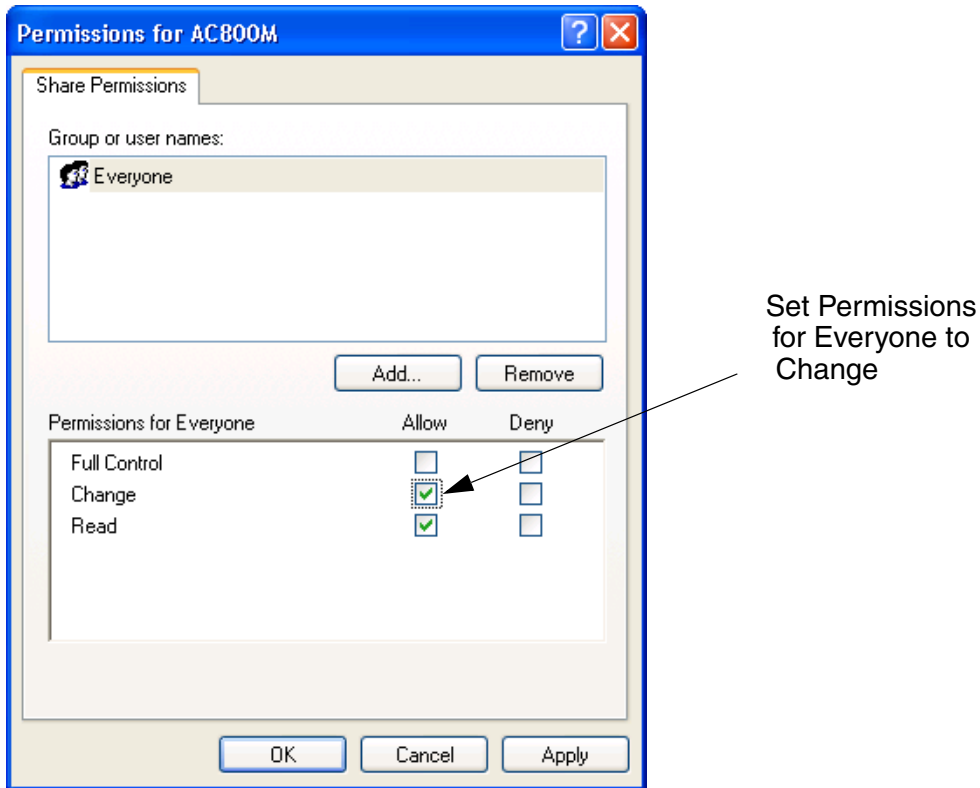 Permissions for AC800M
Share Permissions
Group or user names:
Everyone
Add... Remove
Permissions for Everyone Allow Deny
Full Control
Change
Read
OK Cancel Apply
Set Permissions
for Everyone to
Change